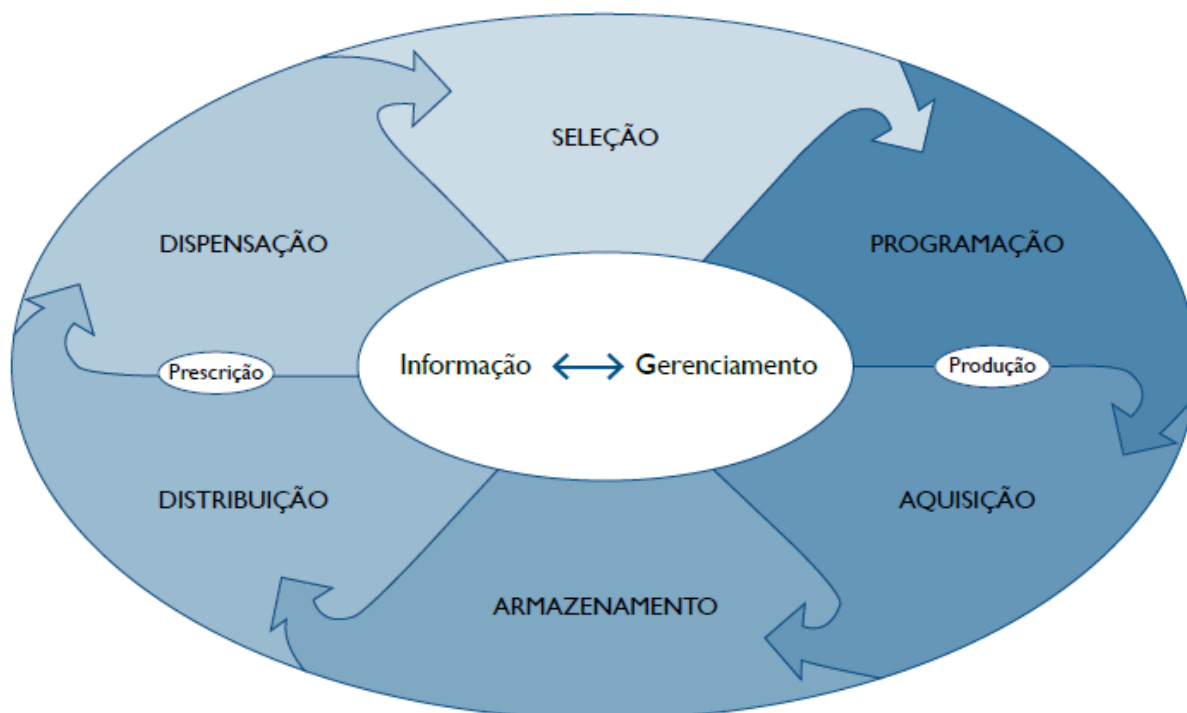 SELEÇÃO
DISPENSAÇÃO
PROGRAMAÇÃO
Prescrição
Informação
Gerenciamento
Produção
DISTRIBUIÇÃO
AQUISIÇÃO
ARMAZENAMENTO